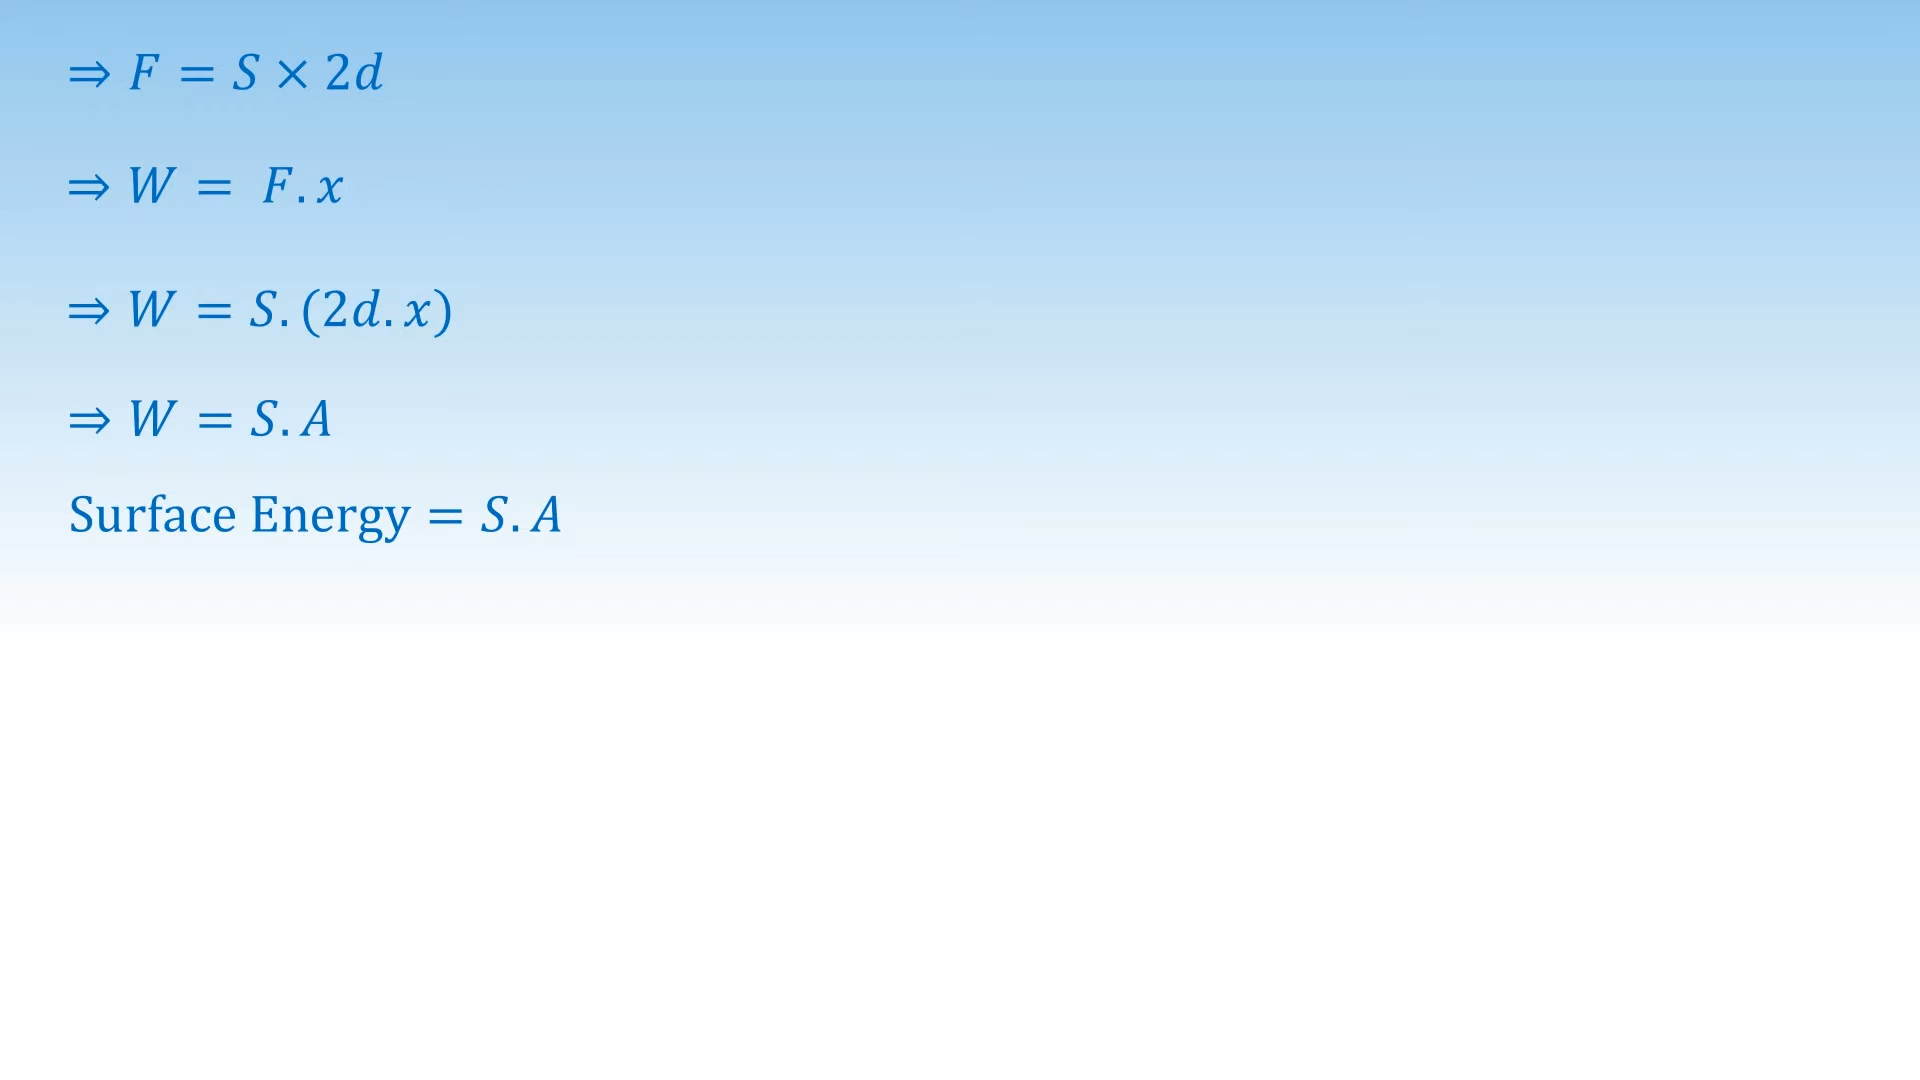 ⇒ F = S × 2d
⇒ W = F. x
⇒ W = S. (2d. x)
⇒ W = S. A
Surface Energy = S. A